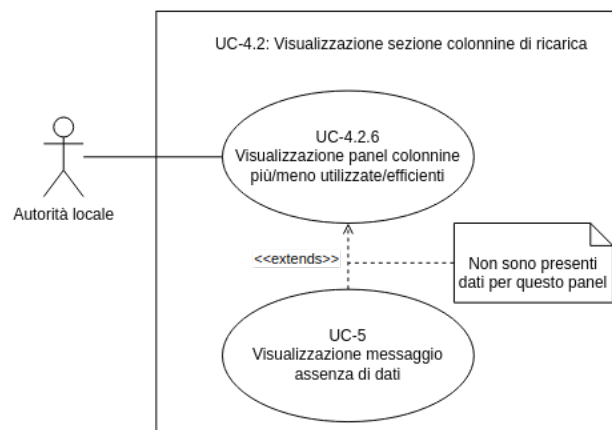 UC-4.2: Visualizzazione sezione colonnine di ricarica
UC-4.2.6
Visualizzazione panel colonnine
più/meno utilizzate/efficienti
Autorità locale
<<extends>>
Non sono presenti
dati per questo panel
UC-5
Visualizzazione messaggio
assenza di dati